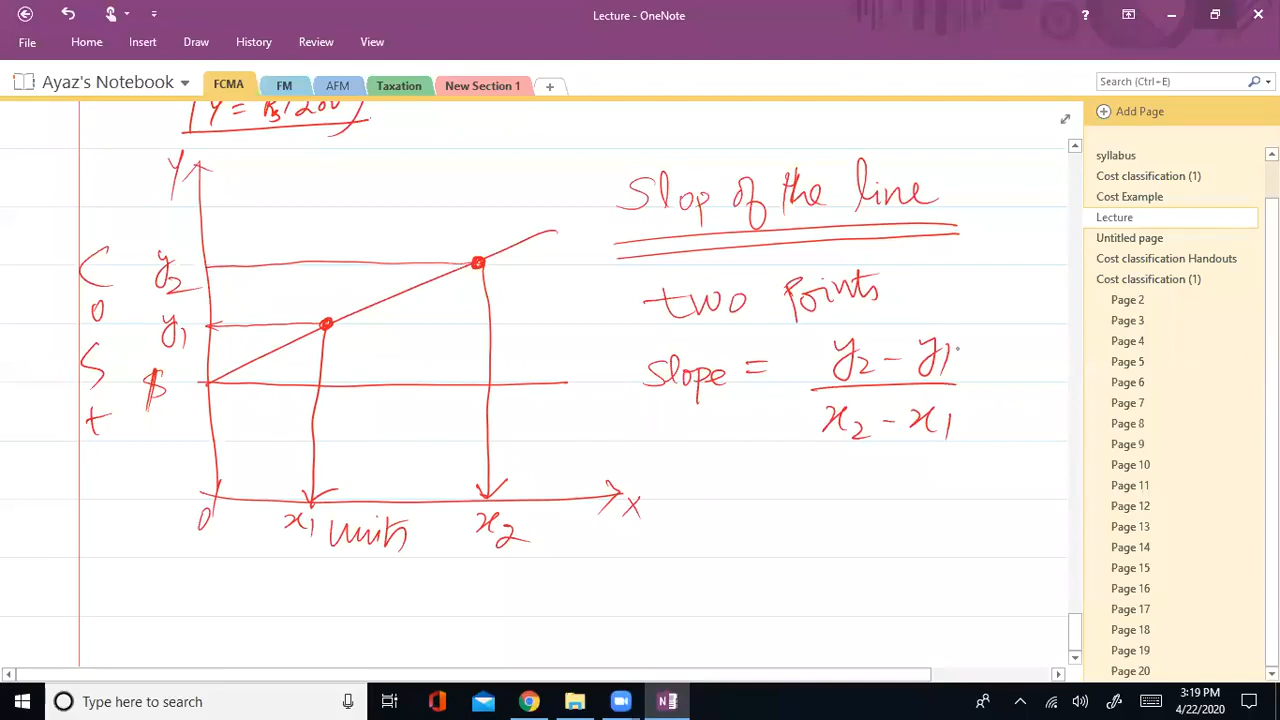 Lecture - OneNote
File Home Insert Draw History Review View
Ayaz's Notebook FCMA FM AFM Taxation New Section 1
Search (Ctrl+E)
Add Page
syllabus
Cost classification (1)
Cost Example
Lecture
Untitled page
Cost classification Handouts
Cost classification (1)
Page 2
Page 3
Page 4
Page 5
Page 6
Page 7
Page 8
Page 9
Page 10
Page 11
Page 12
Page 13
Page 14
Page 15
Page 16
Page 17
Page 18
Page 19
Page 20
Y = Rs, 200
Y
Cost $
y2
y1
0
x1
units
x2
X
Slop of the line
two points
slope = y2 - y1
x2 - x1
Type here to search
3:19 PM
4/22/2020